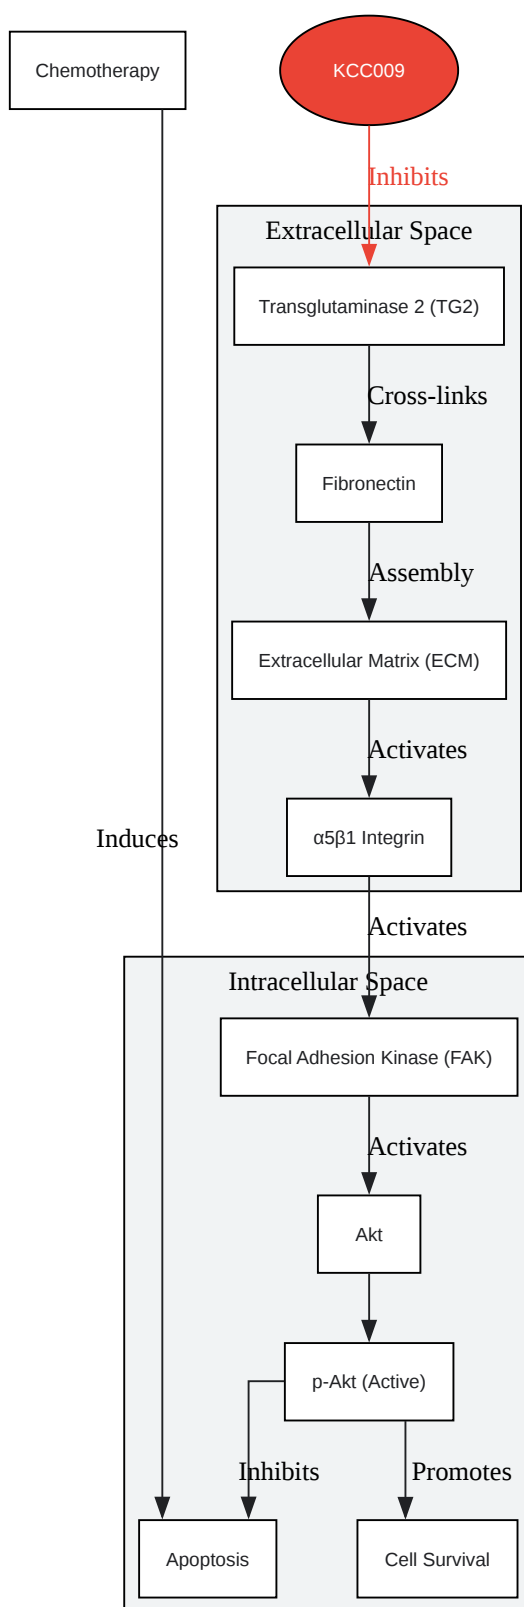 Chemotherapy
KCC009
Inhibits
Extracellular Space
Transglutaminase 2 (TG2)
Cross-links
Fibronectin
Assembly
Extracellular Matrix (ECM)
Activates
Induces
α5β1 Integrin
Activates
Intracellular Space
Focal Adhesion Kinase (FAK)
Activates
Akt
p-Akt (Active)
Inhibits
Promotes
Apoptosis
Cell Survival